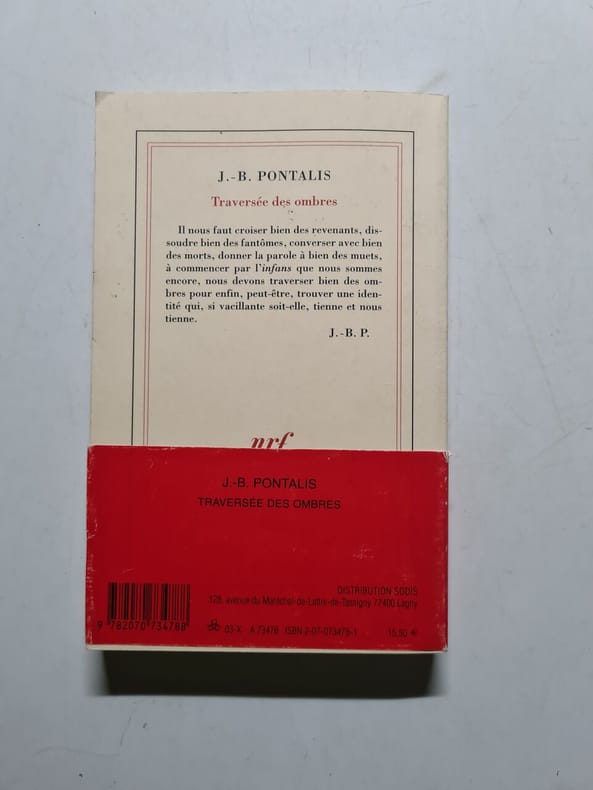 J.-B. PONTALIS
Traversée des ombres
Il nous faut croiser bien des revenants, dis-
soudre bien des fantômes, converser avec bien
des morts, donner la parole à bien des muets,
à commencer par l'infans que nous sommes
encore, nous devons traverser bien des om-
bres pour enfin, peut-être, trouver une iden-
tité qui, si vacillante soit-elle, tienne et nous
tienne.
J.-B. P.
nrf
J.-B. PONTALIS
TRAVERSÉE DES OMBRES
DISTRIBUTION SODIS
128, avenue du Maréchal-de-Lattre-de-Tassigny 77400 Lagny
9 782070 734788
03-X A 73478 ISBN 2-07-073478-1 15,50 €